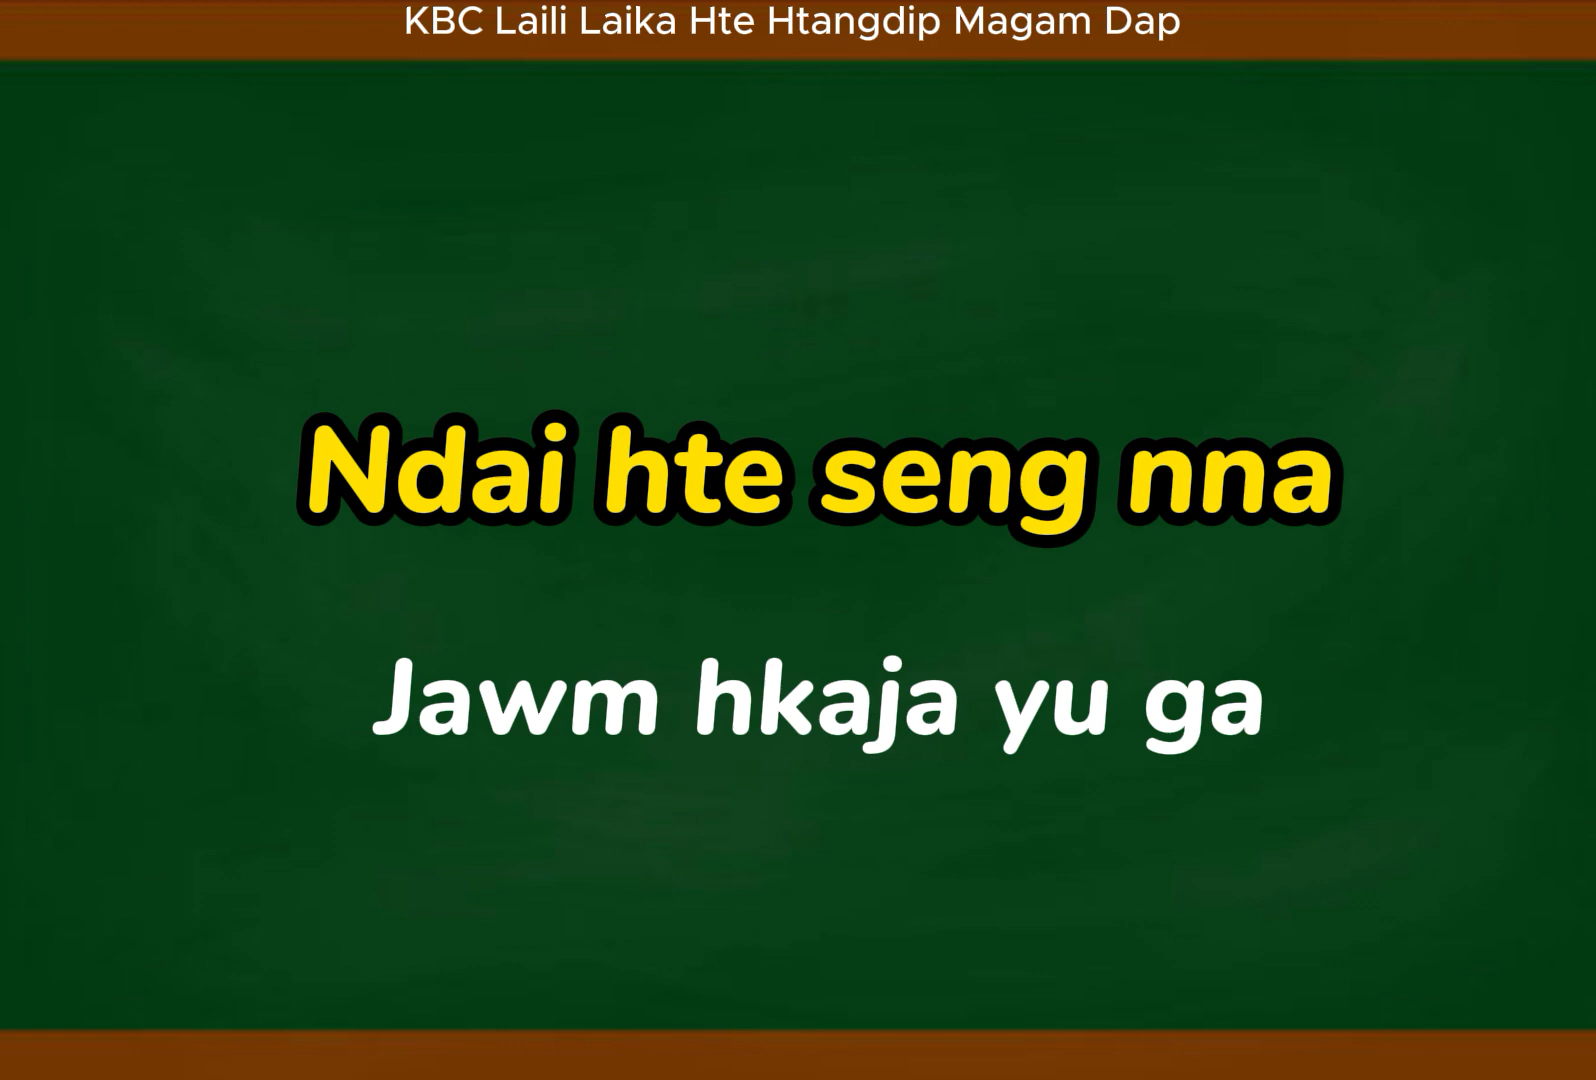 KBC Laili Laika Hte Htangdip Magam Dap
Ndai hte seng nna
Jawm hkaja yu ga